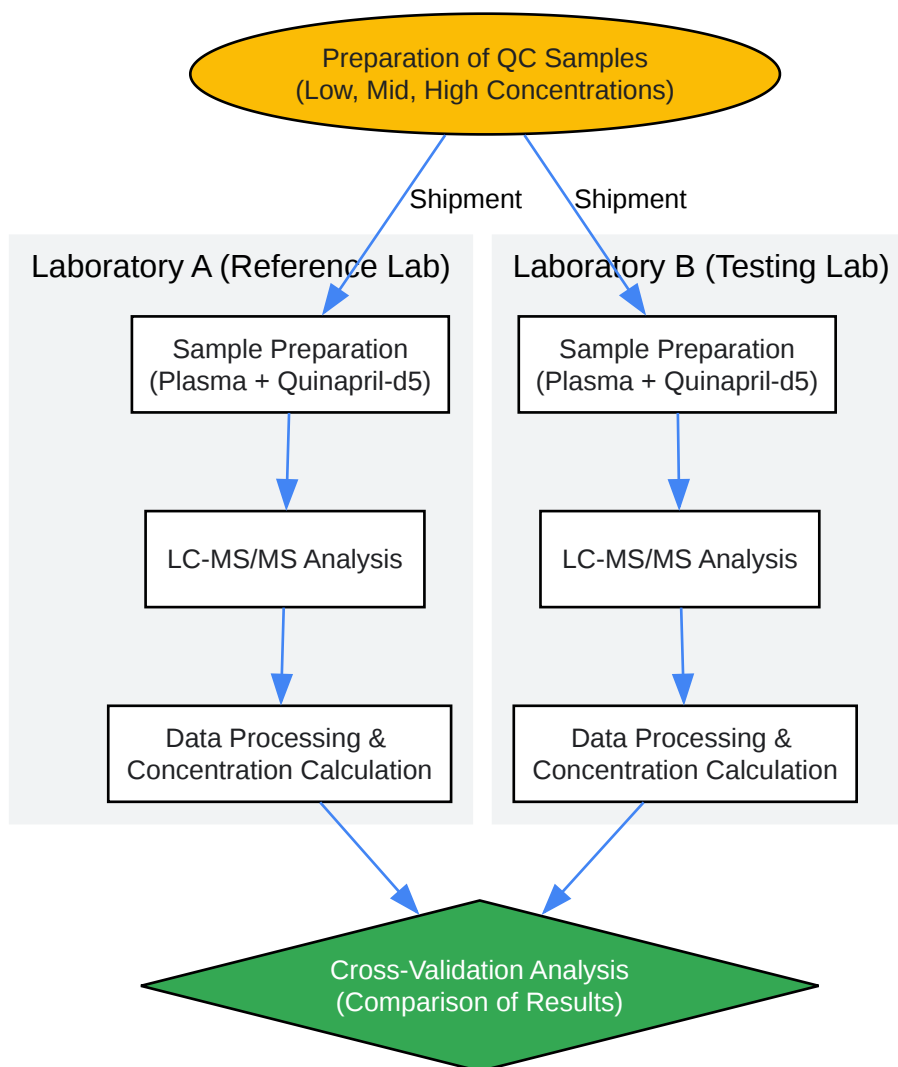 Preparation of QC Samples
(Low, Mid, High Concentrations)
Shipment
Shipment
Laboratory A (Reference Lab)
Sample Preparation
(Plasma + Quinapril-d5)
LC-MS/MS Analysis
Data Processing &
Concentration Calculation
Laboratory B (Testing Lab)
Sample Preparation
(Plasma + Quinapril-d5)
LC-MS/MS Analysis
Data Processing &
Concentration Calculation
Cross-Validation Analysis
(Comparison of Results)